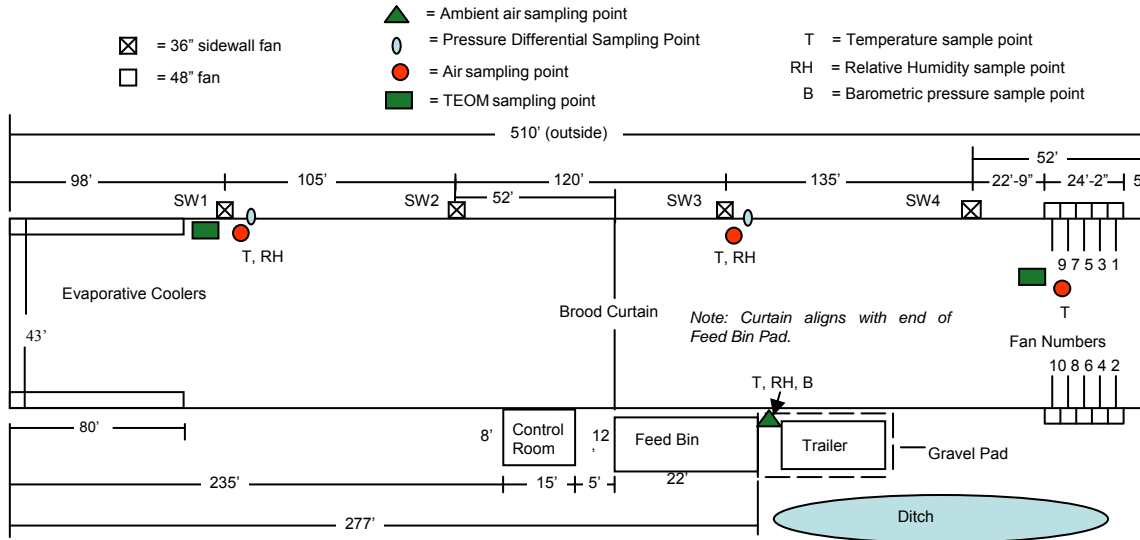 = Ambient air sampling point
= 36” sidewall fan
= Pressure Differential Sampling Point
T = Temperature sample point
= 48” fan
= Air sampling point
RH = Relative Humidity sample point
= TEOM sampling point
B = Barometric pressure sample point
510’ (outside)
98’ 105’ 120’ 135’ 52’
22’-9” 24’-2” 5
SW1 SW2 52’ SW3 SW4
T, RH T, RH
9 7 5 3 1
T
Evaporative Coolers
Brood Curtain
Note: Curtain aligns with end of
Feed Bin Pad.
43’
Fan Numbers
10 8 6 4 2
T, RH, B
80’
8’
Control
Room
12
’
Feed Bin
Trailer
Gravel Pad
235’ 15’ 5’ 22’
277’
Ditch